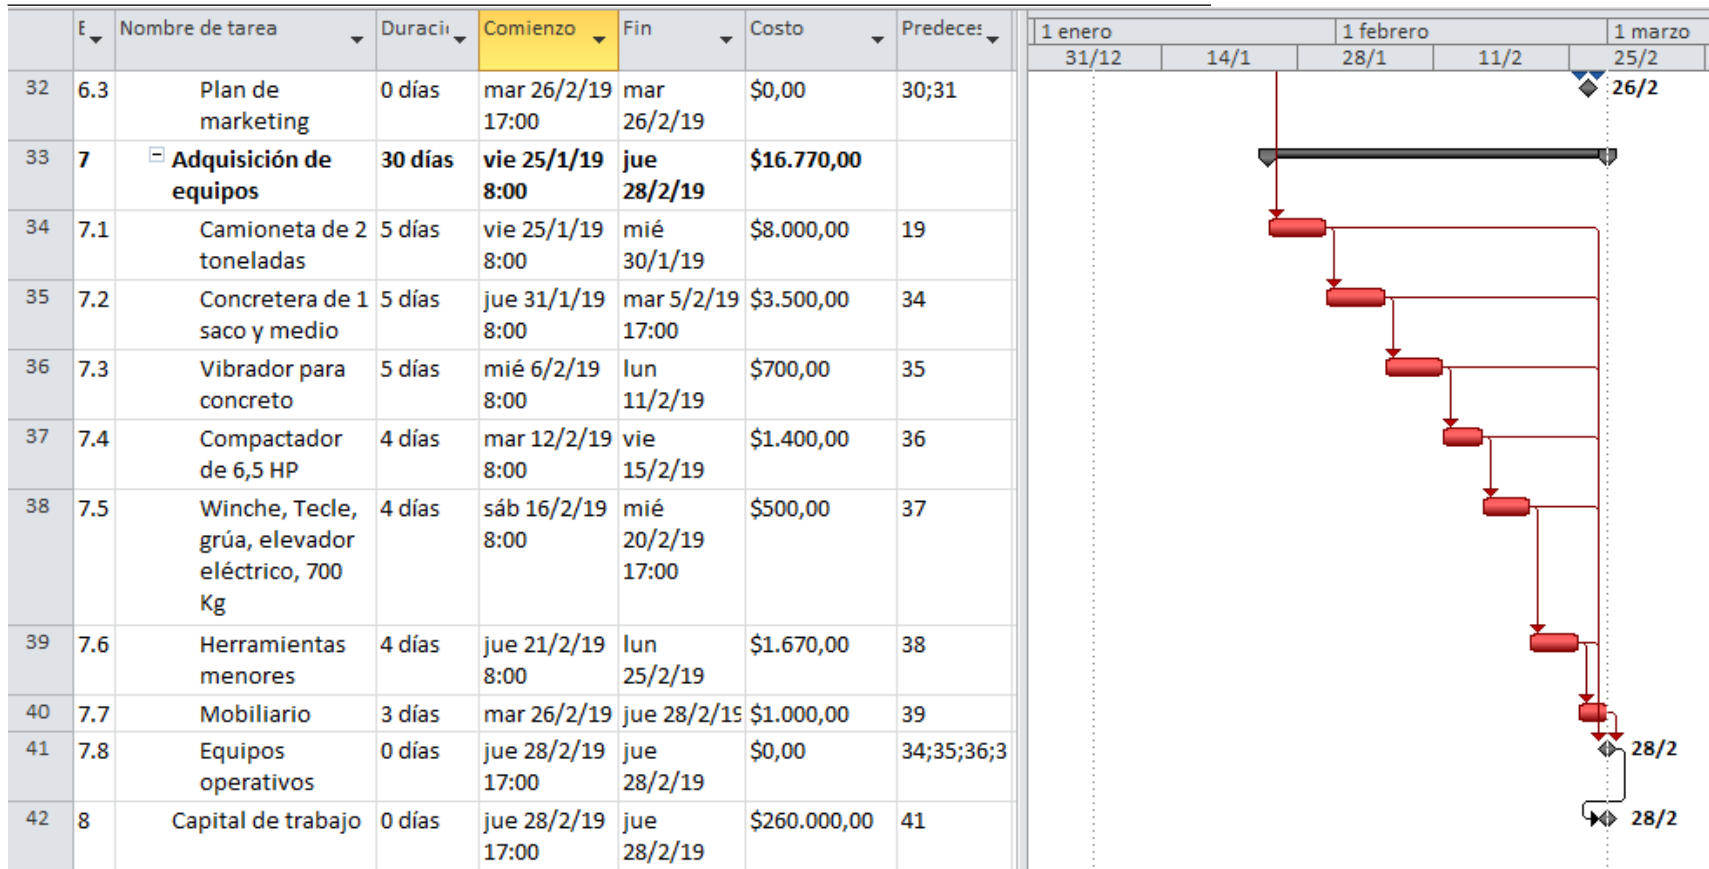 E Nombre de tarea Duració Comienzo Fin Costo Predeces
1 enero 1 febrero 1 marzo
31/12 14/1 28/1 11/2 25/2
32 6.3 Plan de 0 días mar 26/2/19 mar $0,00 30;31 26/2
marketing 17:00 26/2/19
33 7 Adquisición de 30 días vie 25/1/19 jue $16.770,00
equipos 8:00 28/2/19
34 7.1 Camioneta de 2 5 días vie 25/1/19 mié $8.000,00 19
toneladas 8:00 30/1/19
35 7.2 Concretera de 1 5 días jue 31/1/19 mar 5/2/19 $3.500,00 34
saco y medio 8:00 17:00
36 7.3 Vibrador para 5 días mié 6/2/19 lun $700,00 35
concreto 8:00 11/2/19
37 7.4 Compactador 4 días mar 12/2/19 vie $1.400,00 36
de 6,5 HP 8:00 15/2/19
38 7.5 Winche, Tecle, 4 días sáb 16/2/19 mié $500,00 37
grúa, elevador 8:00 20/2/19
eléctrico, 700 17:00
Kg
39 7.6 Herramientas 4 días jue 21/2/19 lun $1.670,00 38
menores 8:00 25/2/19
40 7.7 Mobiliario 3 días mar 26/2/19 jue 28/2/19 $1.000,00 39
41 7.8 Equipos 0 días jue 28/2/19 jue $0,00 34;35;36;3 28/2
operativos 17:00 28/2/19
42 8 Capital de trabajo 0 días jue 28/2/19 jue $260.000,00 41 28/2
17:00 28/2/19